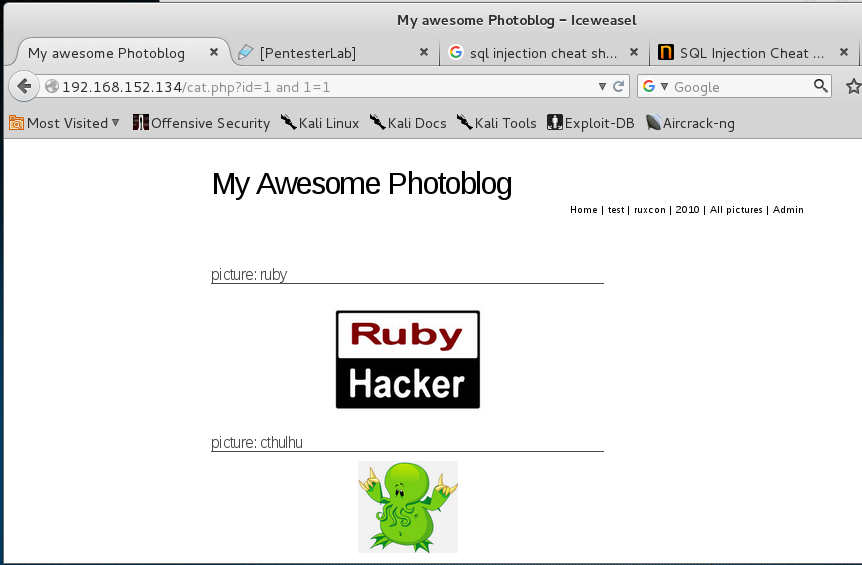 My awesome Photoblog – Iceweasel
My awesome Photoblog × [PentesterLab] × sql injection cheat sh... × SQL Injection Cheat ... ×
192.168.152.134/cat.php?id=1 and 1=1 Google
Most Visited Offensive Security Kali Linux Kali Docs Kali Tools Exploit-DB Aircrack-ng
My Awesome Photoblog
Home | test | ruxcon | 2010 | All pictures | Admin
picture: ruby
Ruby
Hacker
picture: cthulhu